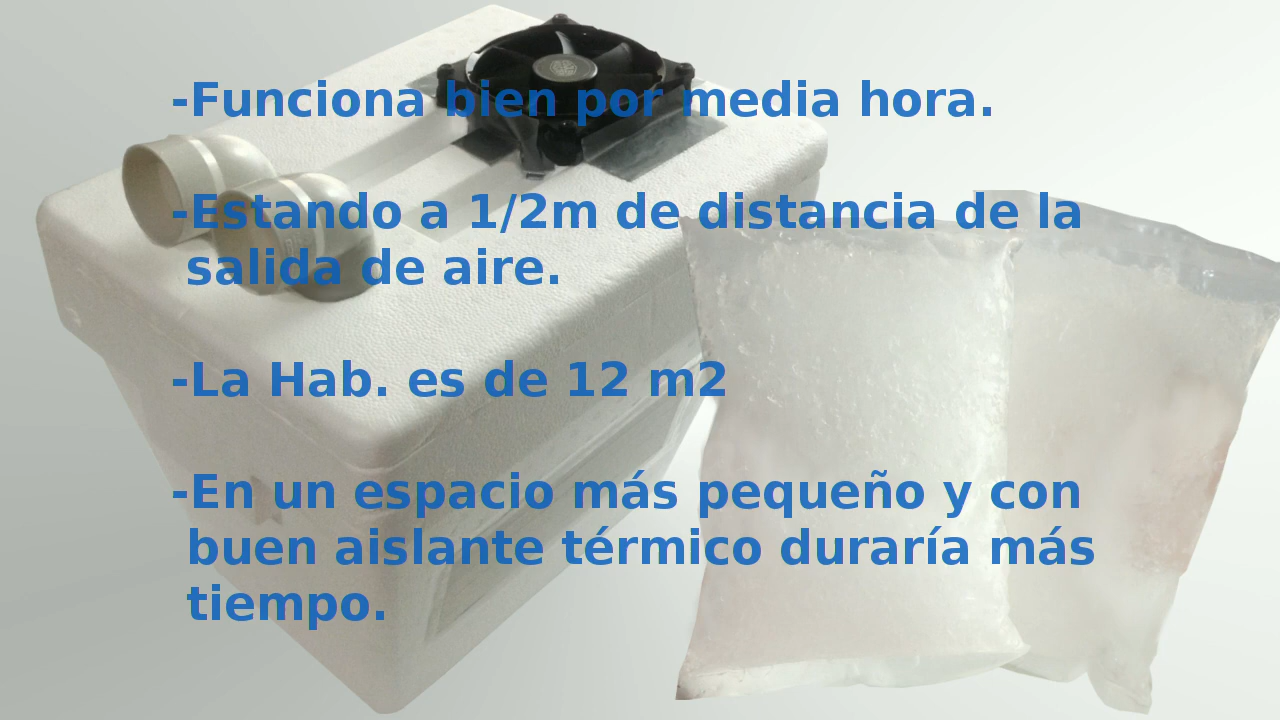 -Funciona bien por media hora.
-Estando a 1/2m de distancia de la
salida de aire.
-La Hab. es de 12 m2
-En un espacio más pequeño y con
buen aislante térmico duraría más
tiempo.